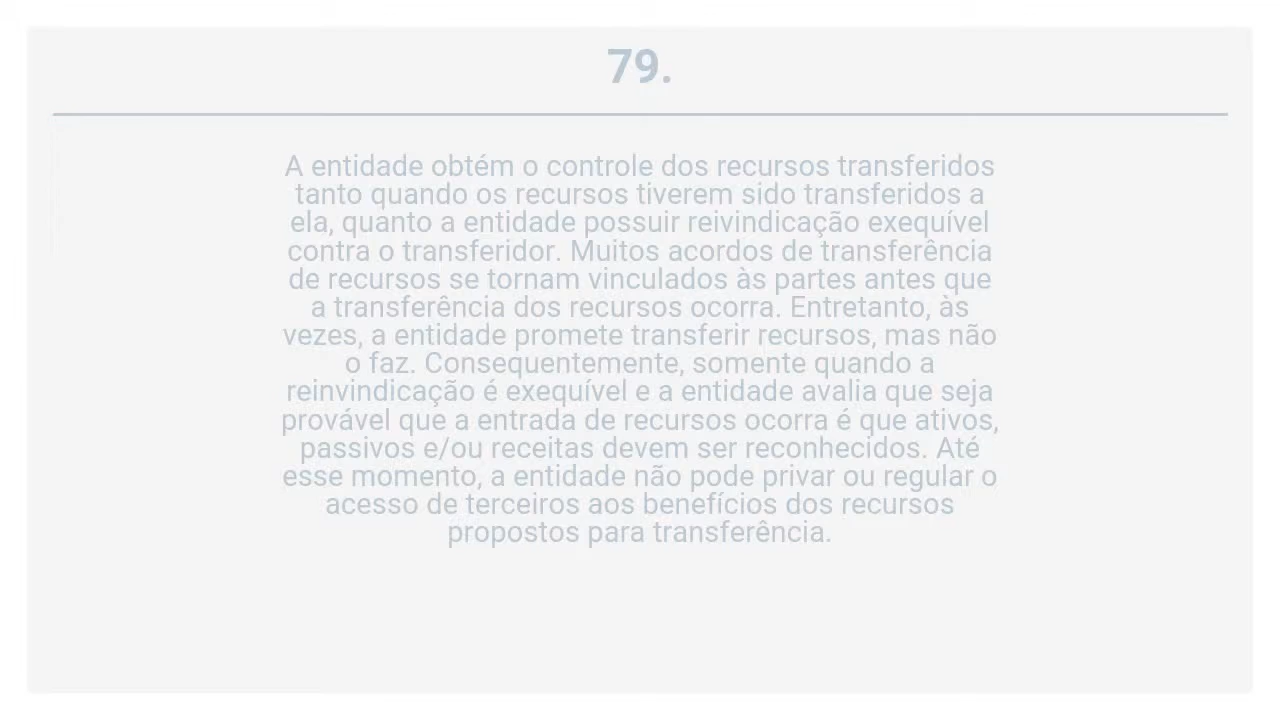 79.
A entidade obtém o controle dos recursos transferidos
tanto quando os recursos tiverem sido transferidos a
ela, quanto a entidade possuir reivindicação exequível
contra o transferidor. Muitos acordos de transferência
de recursos se tornam vinculados às partes antes que
a transferência dos recursos ocorra. Entretanto, às
vezes, a entidade promete transferir recursos, mas não
o faz. Consequentemente, somente quando a
reinvindicação é exequível e a entidade avalia que seja
provável que a entrada de recursos ocorra é que ativos,
passivos e/ou receitas devem ser reconhecidos. Até
esse momento, a entidade não pode privar ou regular o
acesso de terceiros aos benefícios dos recursos
propostos para transferência.